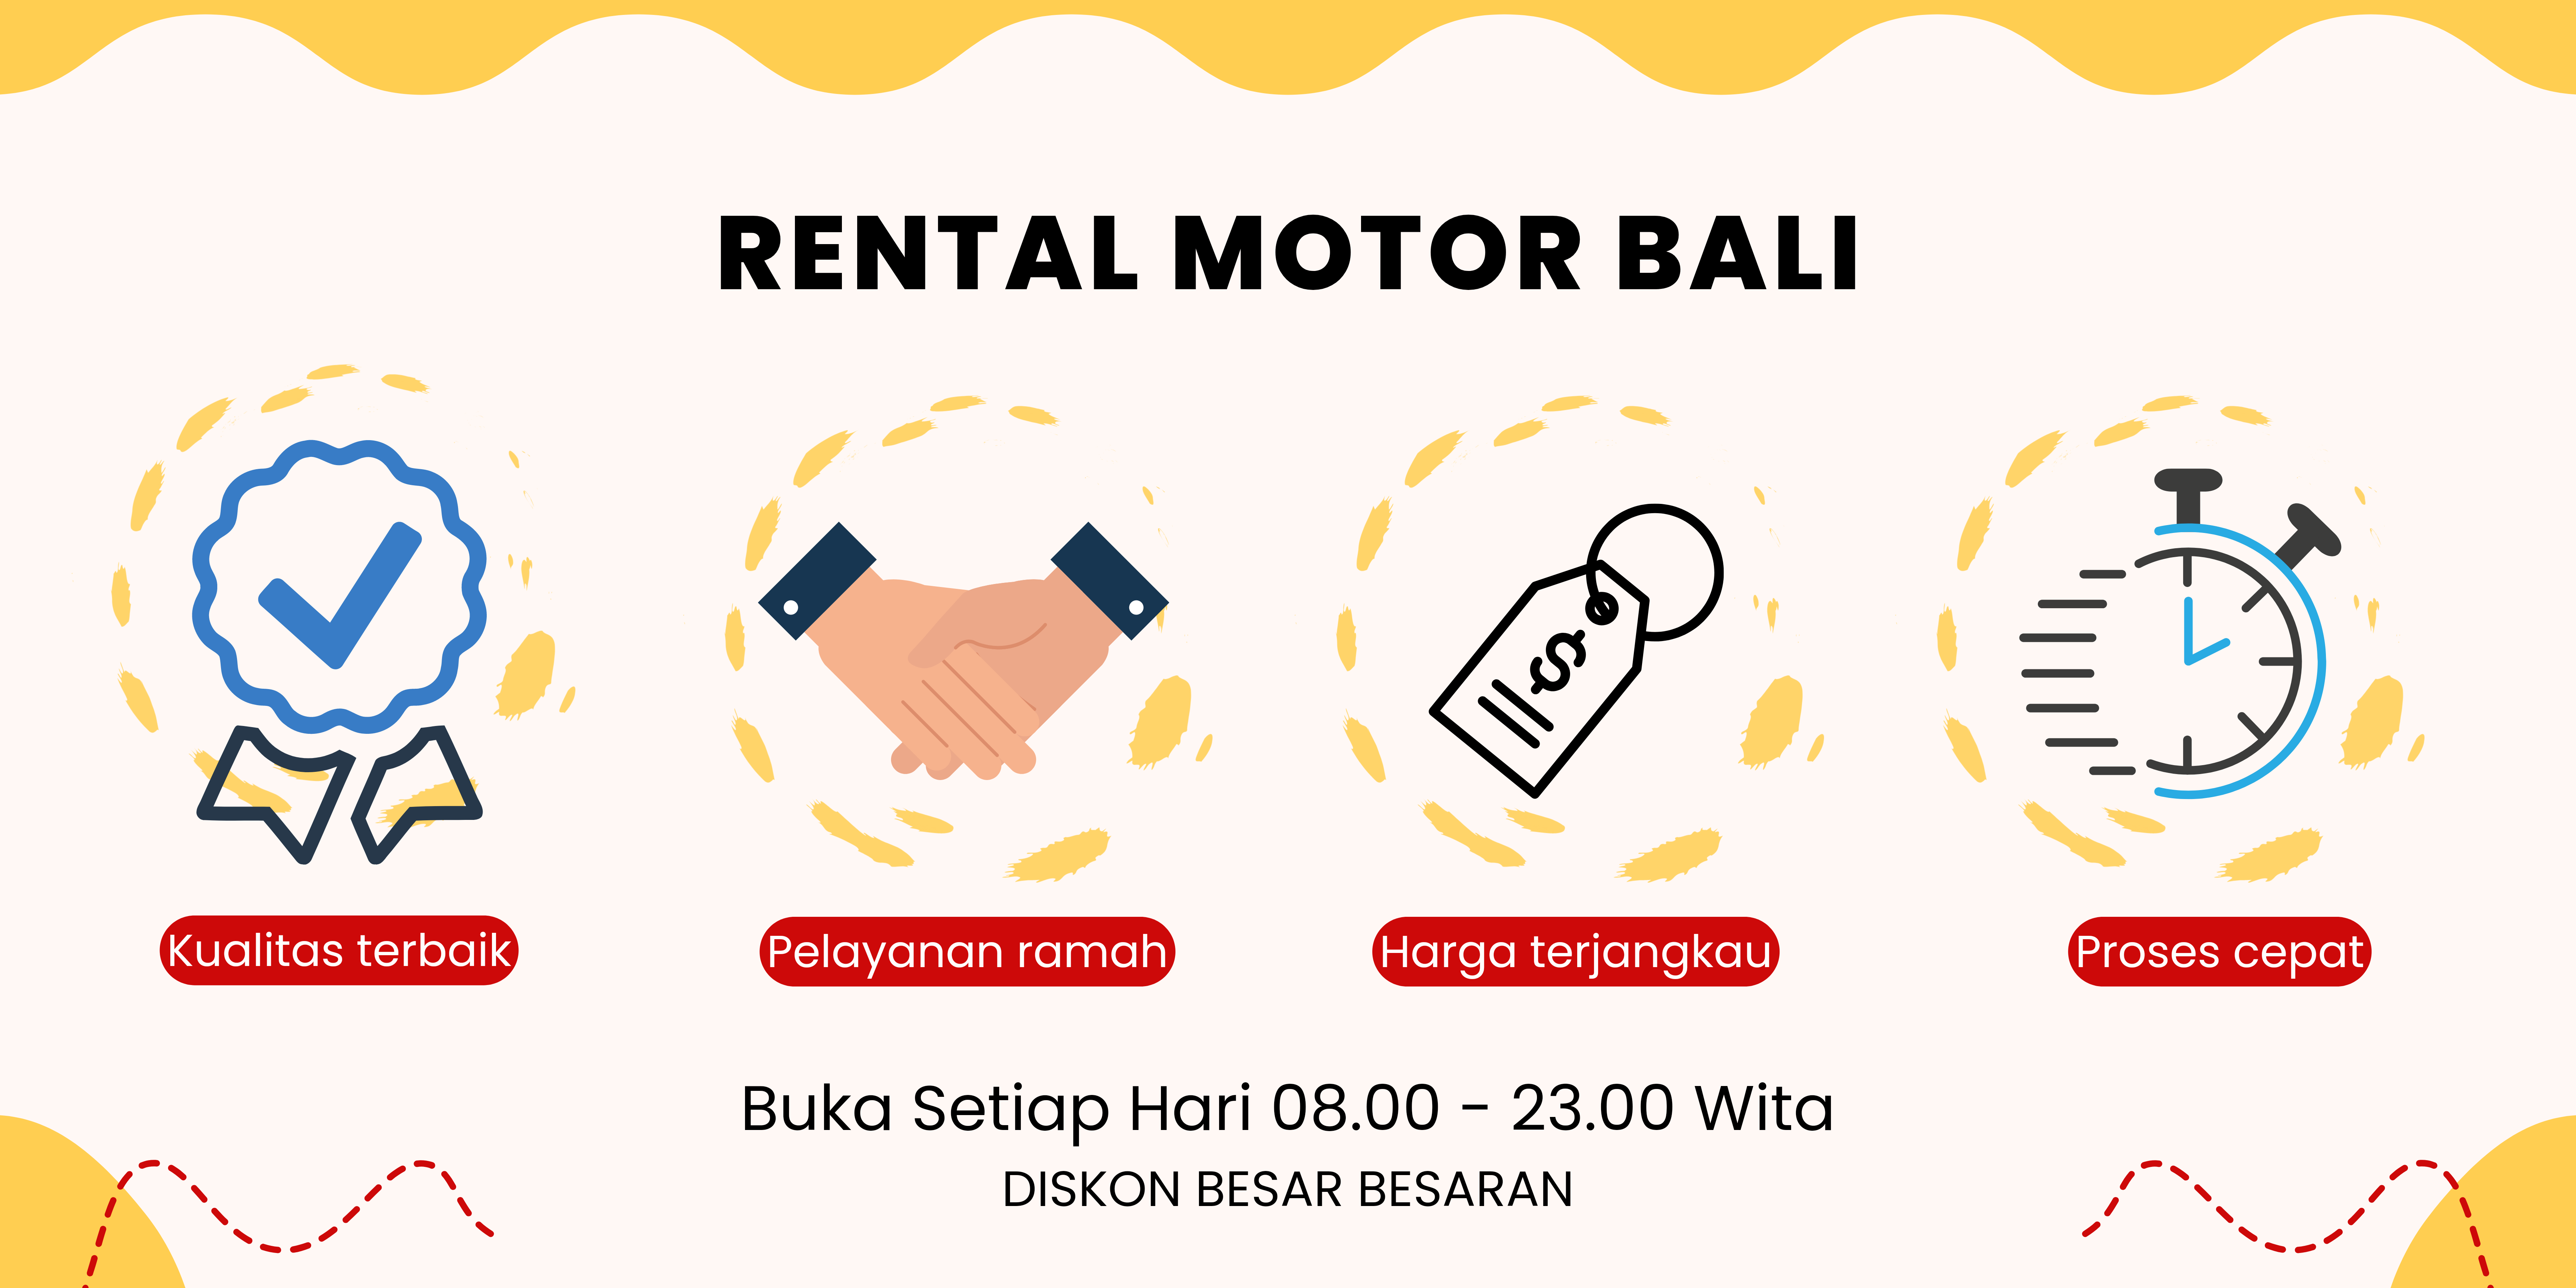 RENTAL MOTOR BALI
Kualitas terbaik
Pelayanan ramah
Harga terjangkau
Proses cepat
Buka Setiap Hari 08.00 - 23.00 Wita
DISKON BESAR BESARAN